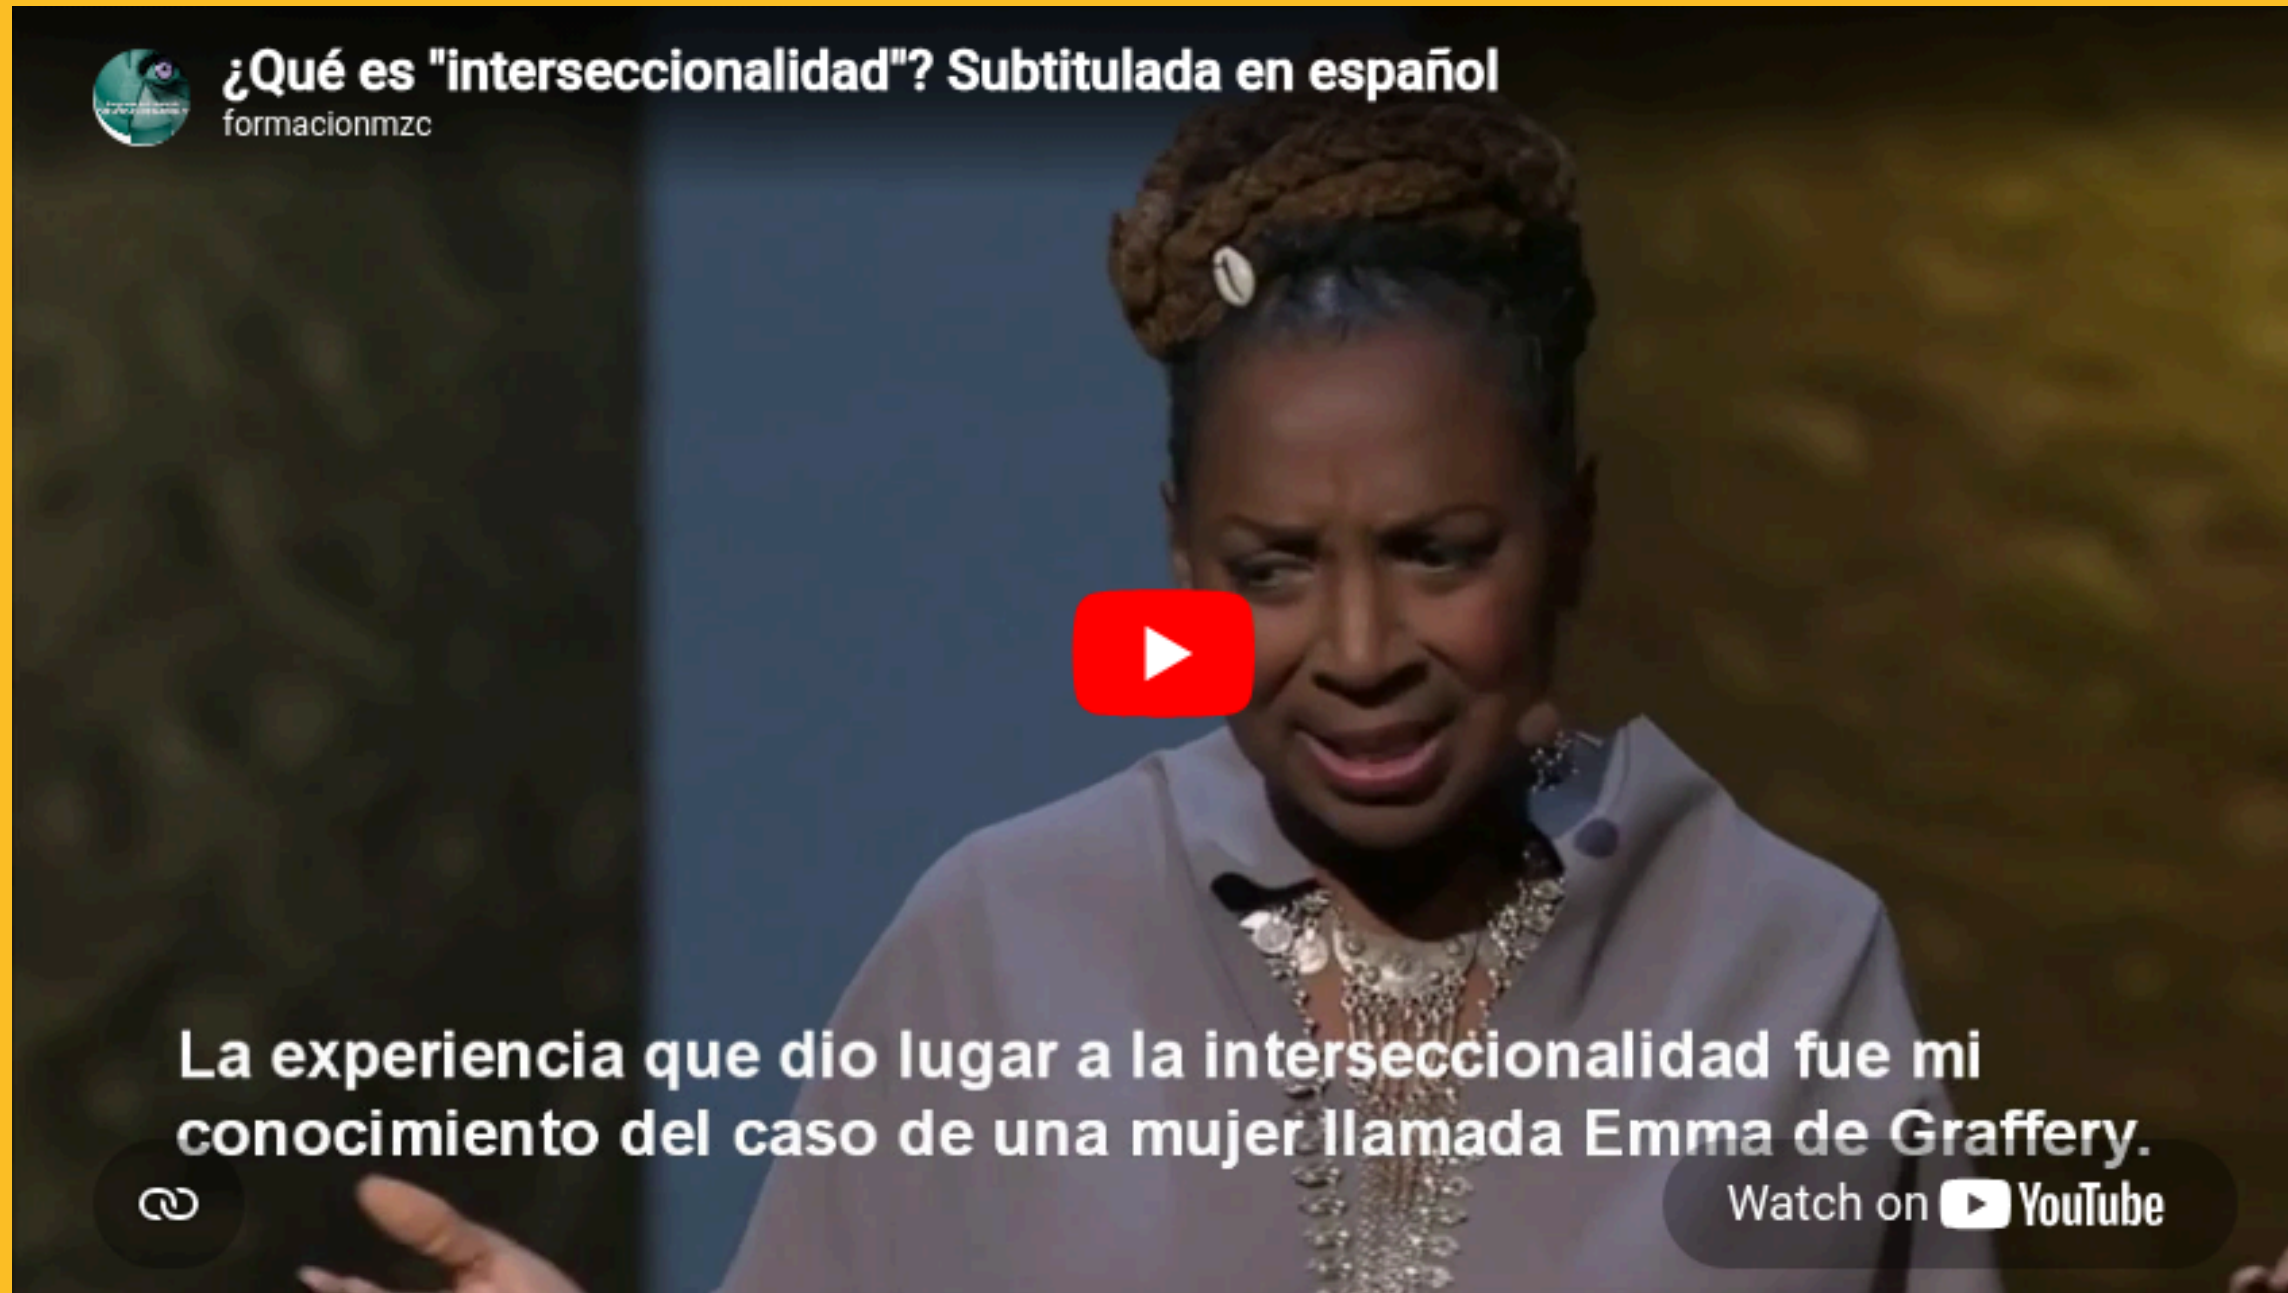 ¿Qué es "interseccionalidad"? Subtitulada en español
formacionmzc
La experiencia que dio lugar a la interseccionalidad fue mi
conocimiento del caso de una mujer llamada Emma de Graffery.
Watch on YouTube